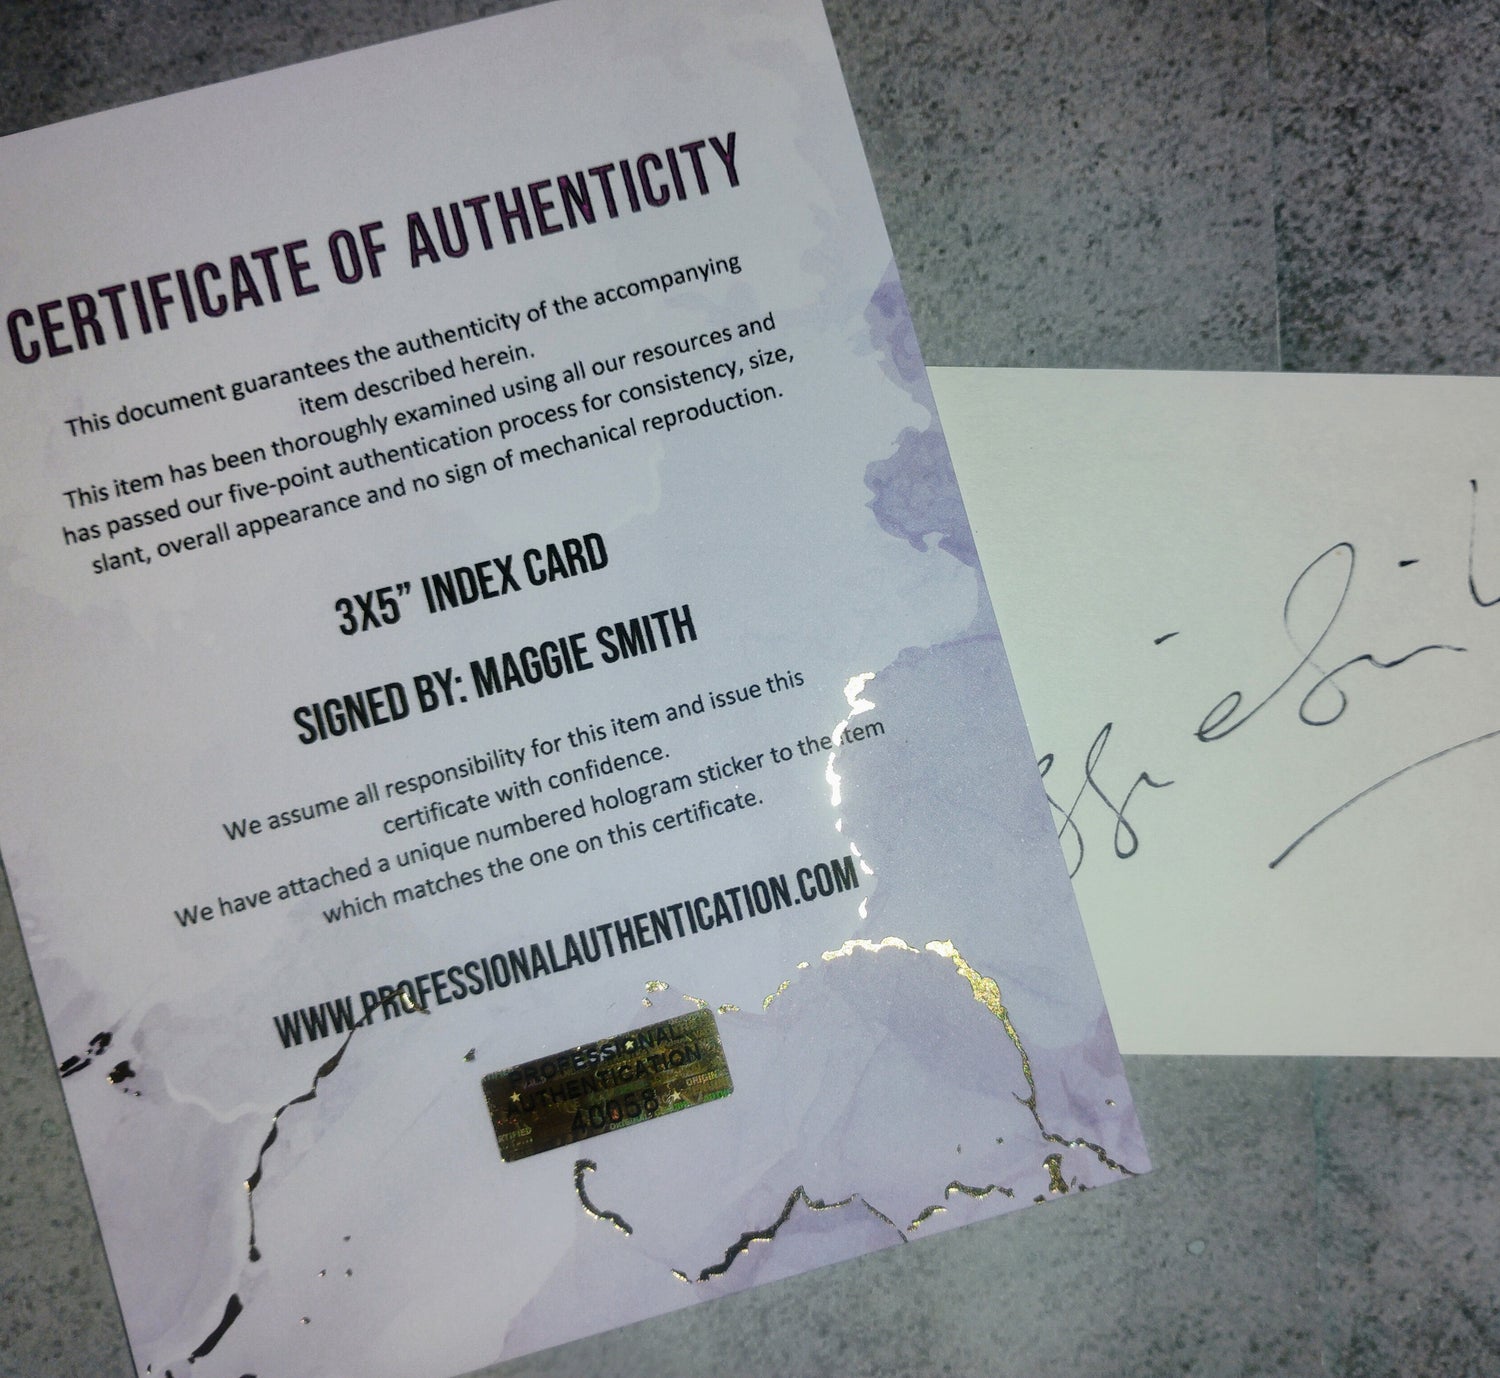 CERTIFICATE OF AUTHENTICITY
This document guarantees the authenticity of the accompanying
item described herein.
This item has been thoroughly examined using all our resources and
has passed our five-point authentication process for consistency, size,
slant, overall appearance and no sign of mechanical reproduction.
3X5” INDEX CARD
SIGNED BY: MAGGIE SMITH
We assume all responsibility for this item and issue this
certificate with confidence.
We have attached a unique numbered hologram sticker to the item
which matches the one on this certificate.
WWW.PROFESSIONALAUTHENTICATION.COM
PROFESSIONAL
AUTHENTICATION
40058